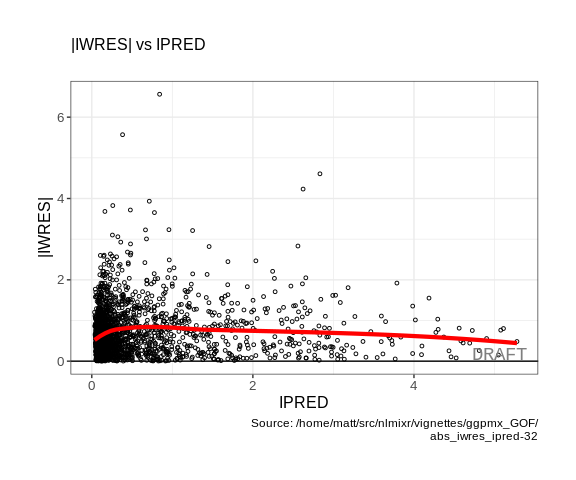 |IWRES| vs IPRED
6
4
2
0
|IWRES|
DRAFT
0 2 4
IPRED
Source: /home/matt/src/nlmixr/vignettes/ggpmx_GOF/
abs_iwres_ipred-32